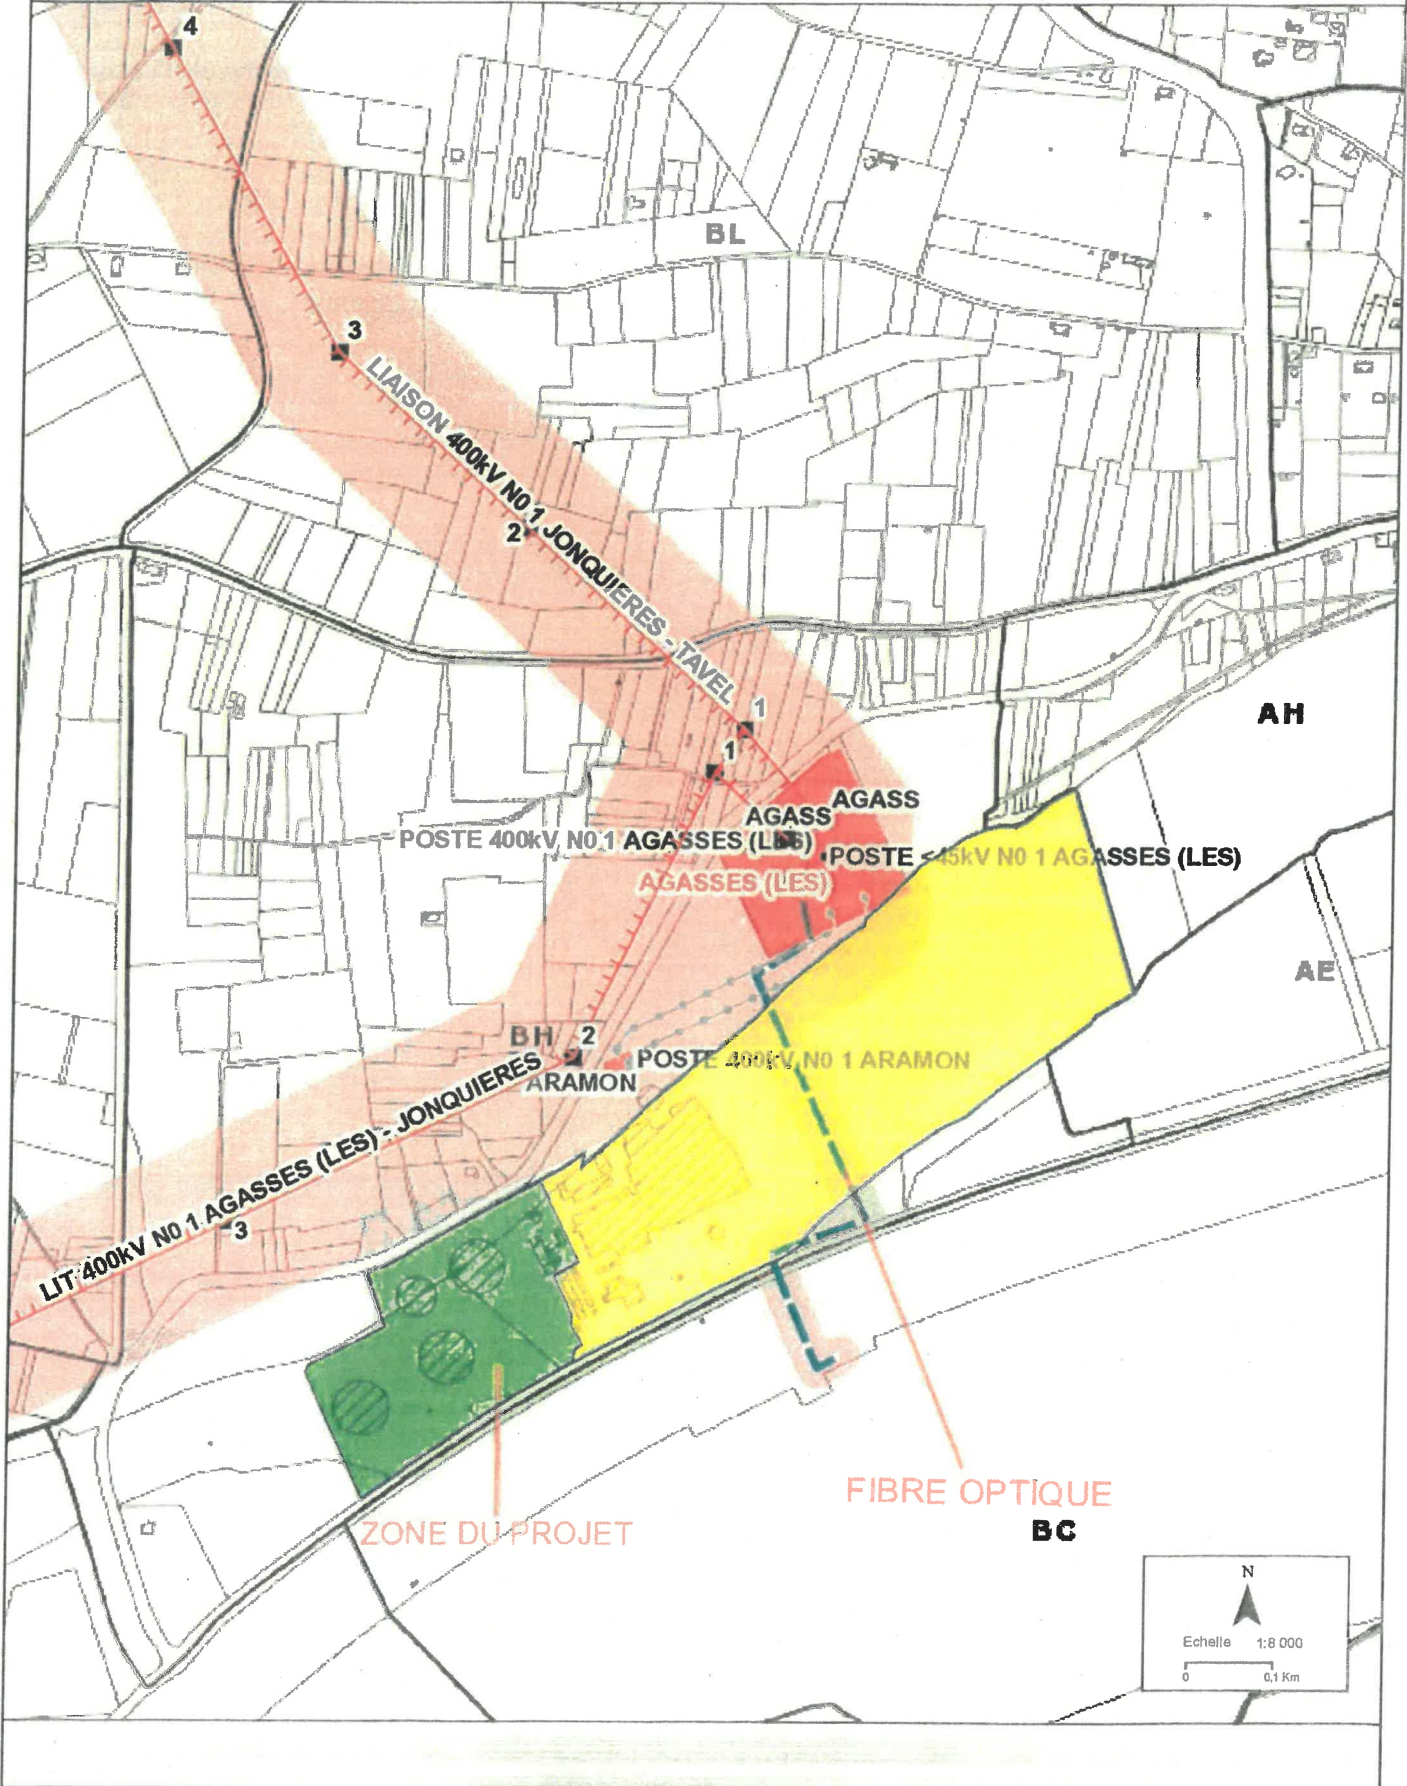 4
BL
3
LIAISON 400kV N0 1 JONQUIERES - TAVEL
2
1
1
AH
AGASS
AGASS
POSTE 400kV N0 1 AGASSES (LES)
POSTE <45kV N0 1 AGASSES (LES)
AGASSES (LES)
AE
BH
2
POSTE 400kV N0 1 ARAMON
ARAMON
LIT 400kV N0 1 AGASSES (LES) - JONQUIERES
3
FIBRE OPTIQUE
ZONE DU PROJET
BC
N
Echelle 1:8 000
0 0,1 Km